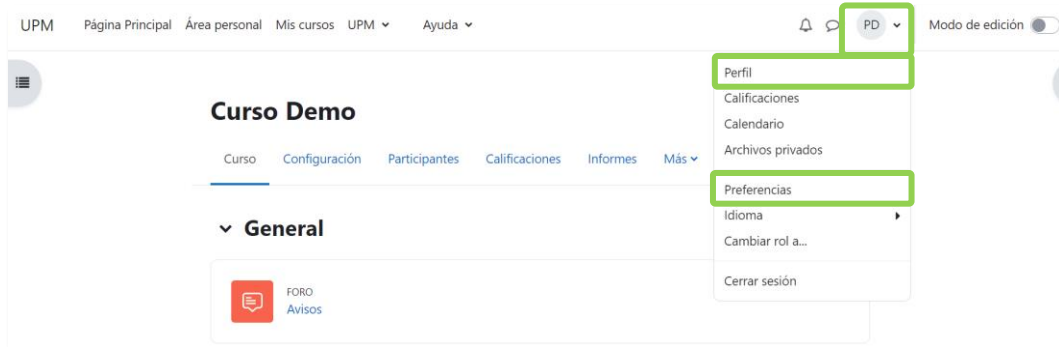 UPM Página Principal Área personal Mis cursos UPM Ayuda PD Modo de edición
Perfil
Calificaciones
Calendario
Archivos privados
Preferencias
Idioma
Cambiar rol a...
Cerrar sesión
Curso Demo
Curso Configuración Participantes Calificaciones Informes Más
General
FORO
Avisos